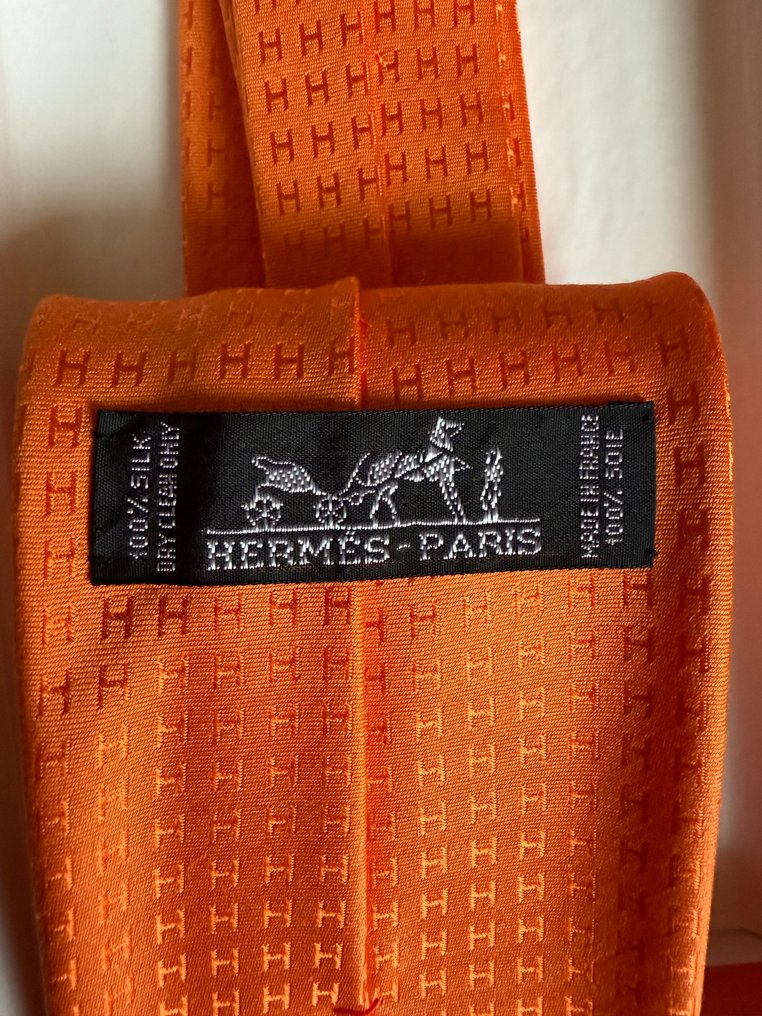 100% SILK
DRY CLEAN ONLY
HERMÈS-PARIS
MADE IN FRANCE
100% SOIE